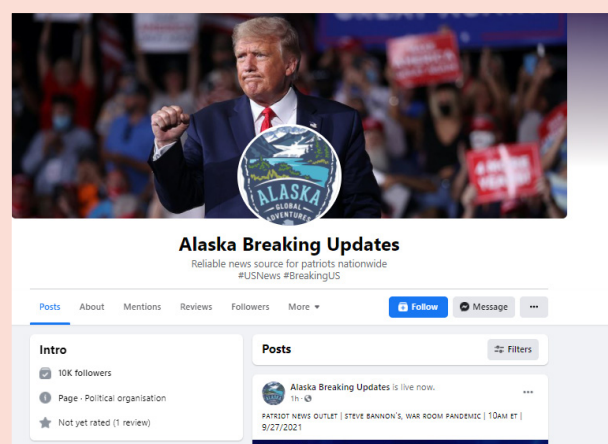 GREAT AGAIN
ALASKA
GLOBAL
ADVENTURES
Alaska Breaking Updates
Reliable news source for patriots nationwide
#USNews #BreakingUS
Posts About Mentions Reviews Followers More
Follow Message ...
Intro
10K followers
Page · Political organisation
Not yet rated (1 review)
Posts
Filters
Alaska Breaking Updates is live now.
1h ·
PATRIOT NEWS OUTLET | STEVE BANNON'S, WAR ROOM PANDEMIC | 10AM ET |
9/27/2021